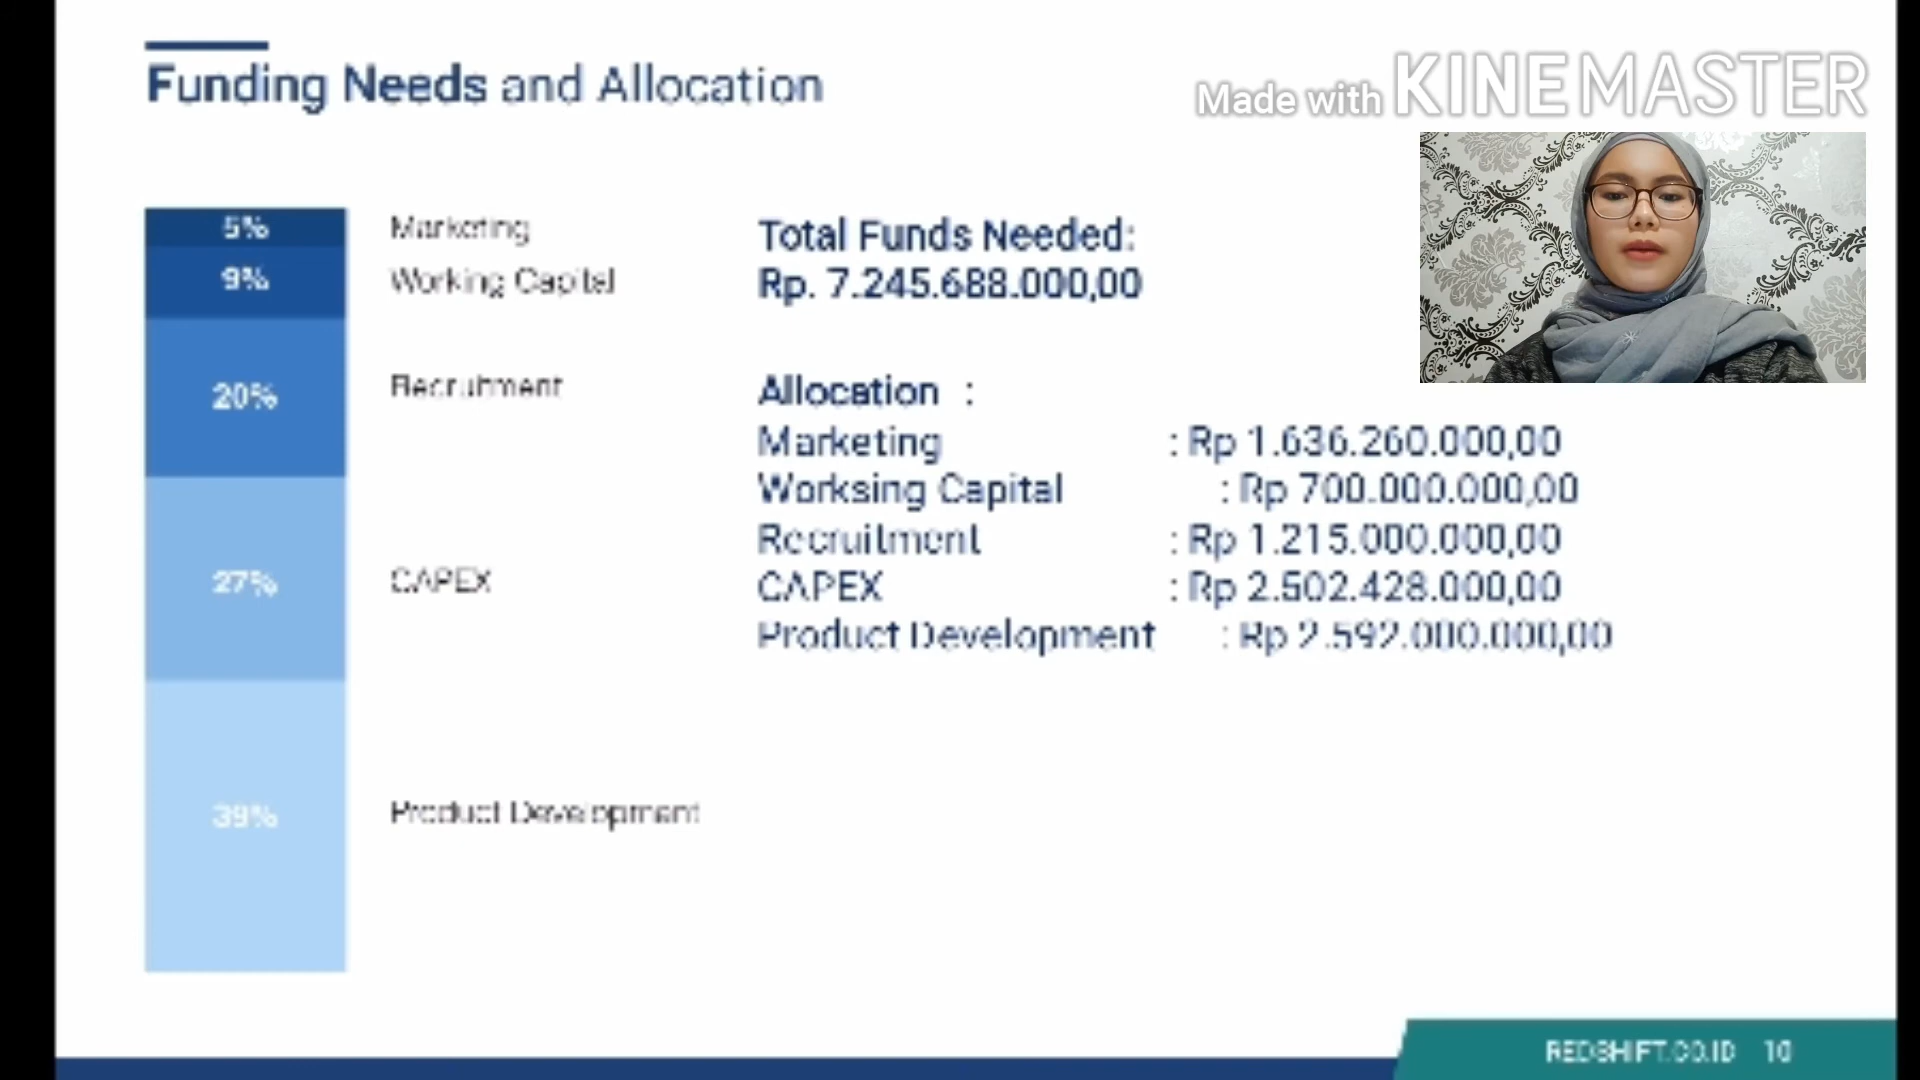 Funding Needs and Allocation
Made with KINEMASTER
5% Marketing
9% Working Capital
20% Recruitment
27% CAPEX
39% Product Development
Total Funds Needed:
Rp. 7.245.688.000,00
Allocation :
Marketing : Rp 1.636.260.000,00
Worksing Capital : Rp 700.000.000,00
Recruitment : Rp 1.215.000.000,00
CAPEX : Rp 2.502.428.000,00
Product Development : Rp 2.592.000.000,00
REDSHIFT.CO.ID 10